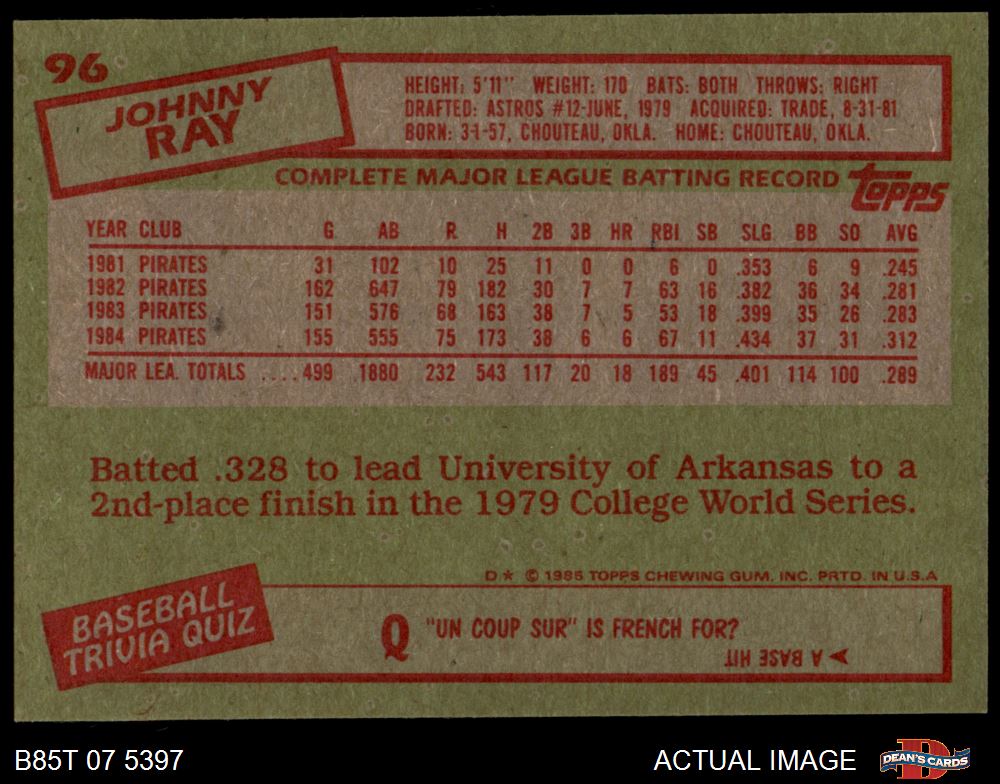 96
JOHNNY
RAY
HEIGHT: 5'11" WEIGHT: 170 BATS: BOTH THROWS: RIGHT
DRAFTED: ASTROS #12-JUNE, 1979 ACQUIRED: TRADE, 8-31-81
BORN: 3-1-57, CHOUTEAU, OKLA. HOME: CHOUTEAU, OKLA.
COMPLETE MAJOR LEAGUE BATTING RECORD topps
YEAR CLUB G AB R H 2B 3B HR RBI SB SLG BB SO AVG
1981 PIRATES 31 102 10 25 11 0 0 6 0 .353 6 9 .245
1982 PIRATES 162 647 79 182 30 7 7 63 16 .382 36 34 .281
1983 PIRATES 151 576 68 163 38 7 5 53 18 .399 35 26 .283
1984 PIRATES 155 555 75 173 38 6 6 67 11 .434 37 31 .312
MAJOR LEA. TOTALS ....499 .1880 232 543 117 20 18 189 45 .401 114 100 .289
Batted .328 to lead University of Arkansas to a
2nd-place finish in the 1979 College World Series.
D* © 1985 TOPPS CHEWING GUM, INC. PRTD. IN U.S.A
BASEBALL
TRIVIA QUIZ
Q "UN COUP SUR" IS FRENCH FOR?
A BASE HIT
B85T 07 5397 ACTUAL IMAGE DEAN'S CARDS